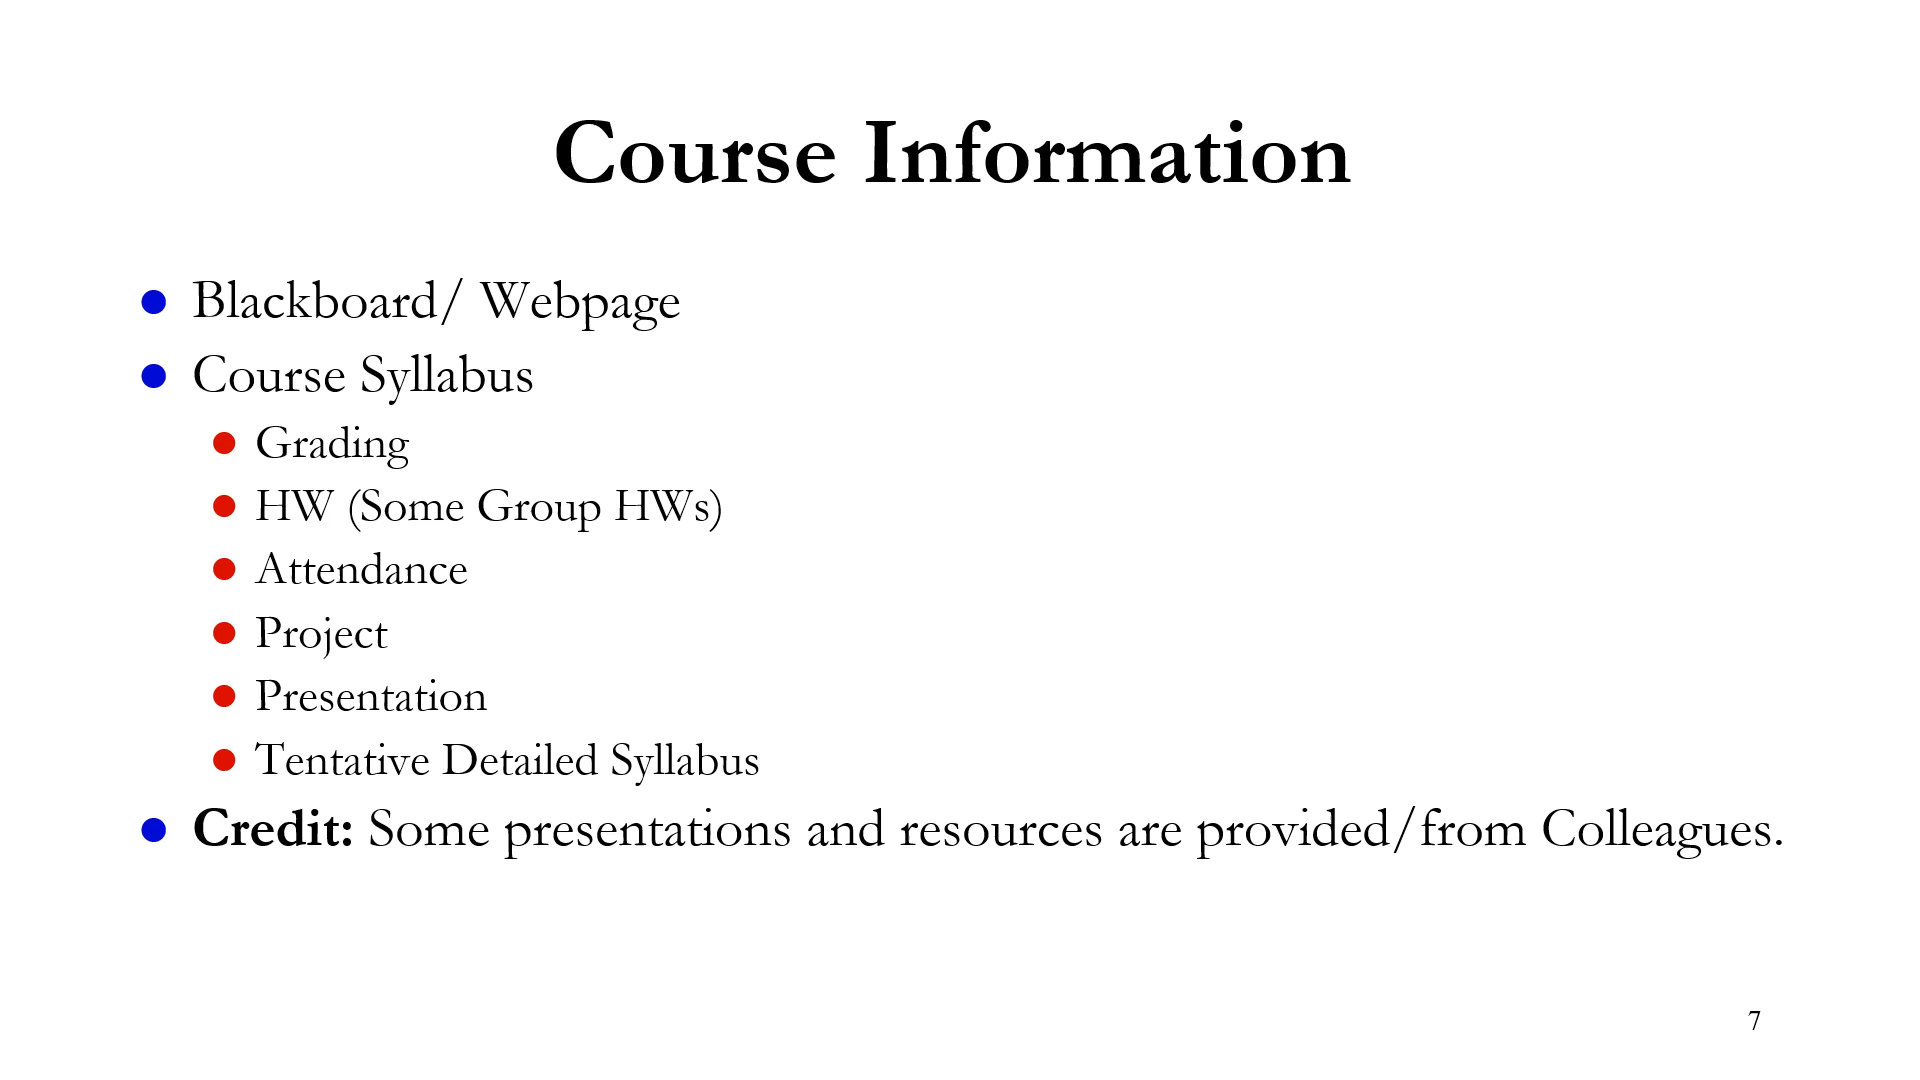 Course Information
Blackboard/ Webpage
Course Syllabus
Grading
HW (Some Group HWs)
Attendance
Project
Presentation
Tentative Detailed Syllabus
Credit: Some presentations and resources are provided/from Colleagues.
7